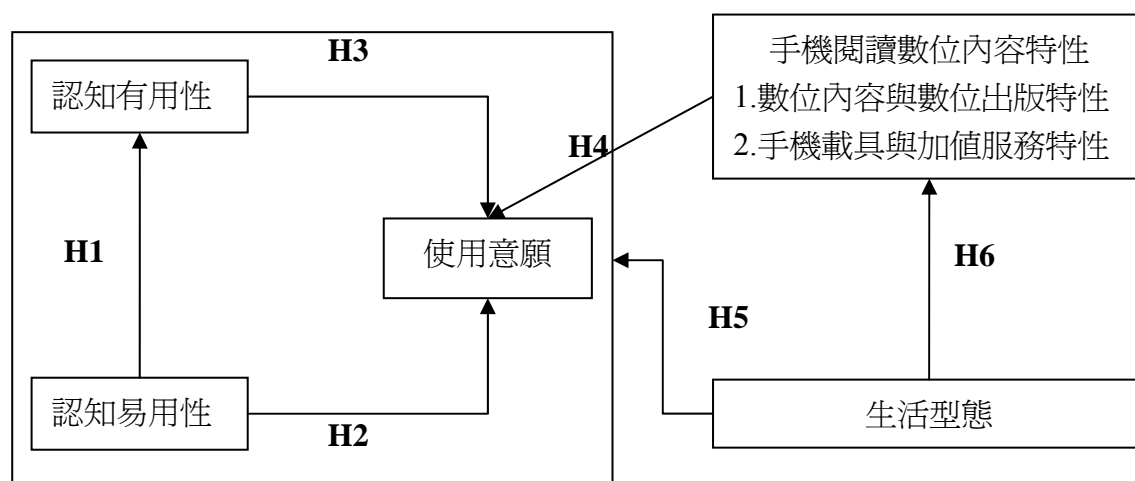 H3
認知有用性
手機閱讀數位內容特性
1.數位內容與數位出版特性
2.手機載具與加值服務特性
H4
H1
使用意願
H6
H5
認知易用性
H2
生活型態